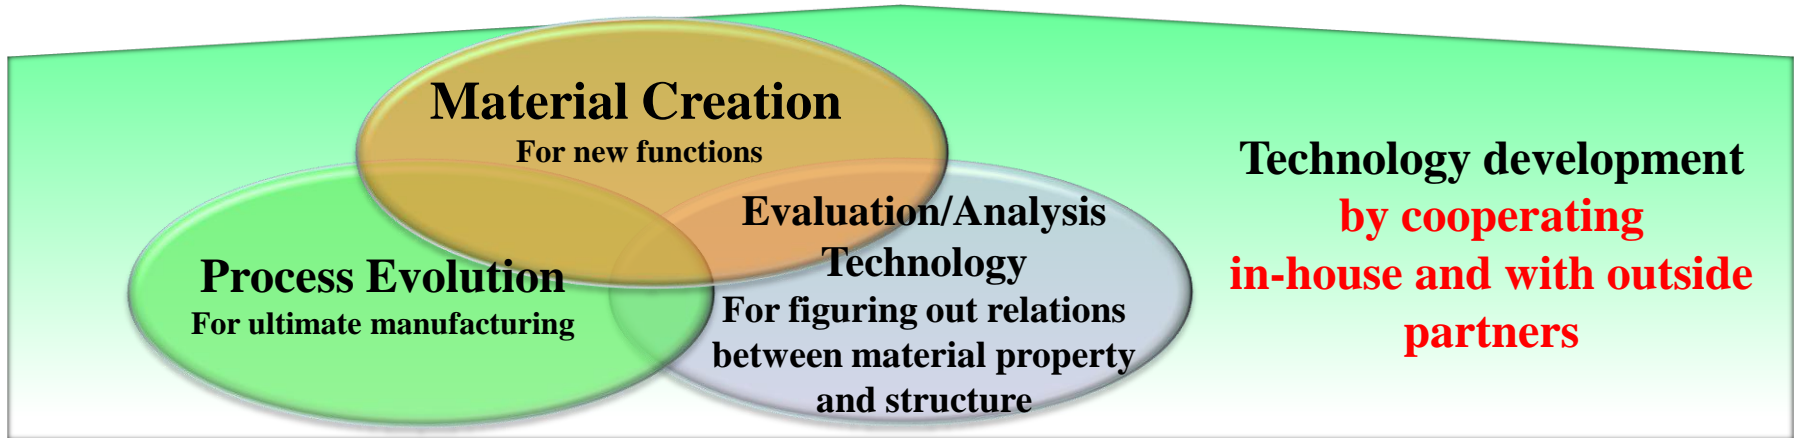 Material Creation
For new functions
Process Evolution
For ultimate manufacturing
Evaluation/Analysis
Technology
For figuring out relations
between material property
and structure
Technology development
by cooperating
in-house and with outside
partners